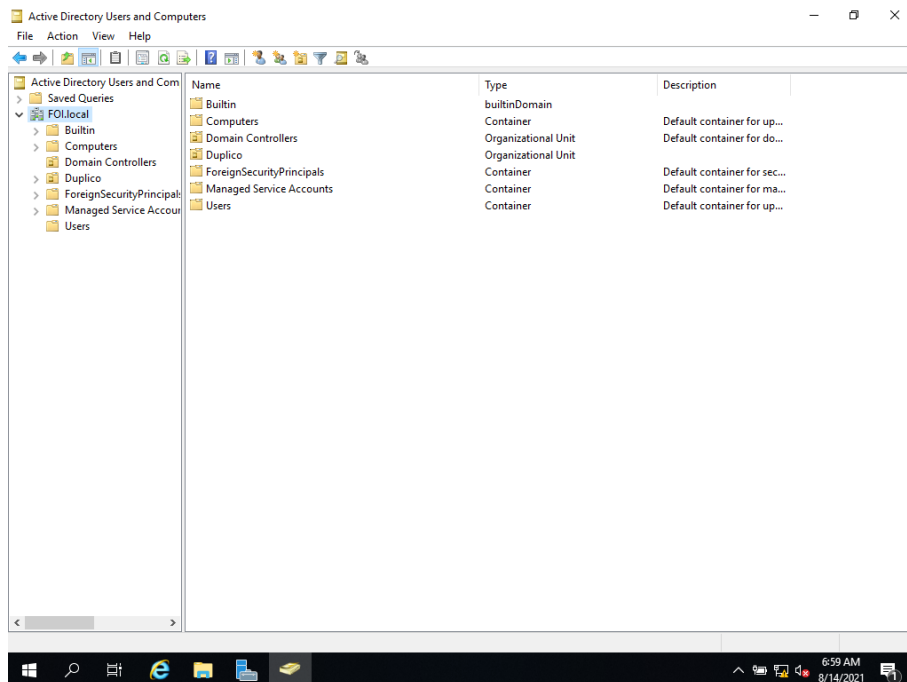 Active Directory Users and Computers
File Action View Help
Active Directory Users and Com
Saved Queries
FOI.local
Builtin
Computers
Domain Controllers
Duplico
ForeignSecurityPrincipals
Managed Service Accour
Users
Name Type Description
Builtin builtinDomain
Computers Container Default container for up...
Domain Controllers Organizational Unit Default container for do...
Duplico Organizational Unit
ForeignSecurityPrincipals Container Default container for sec...
Managed Service Accounts Container Default container for ma...
Users Container Default container for up...
6:59 AM
8/14/2021
1